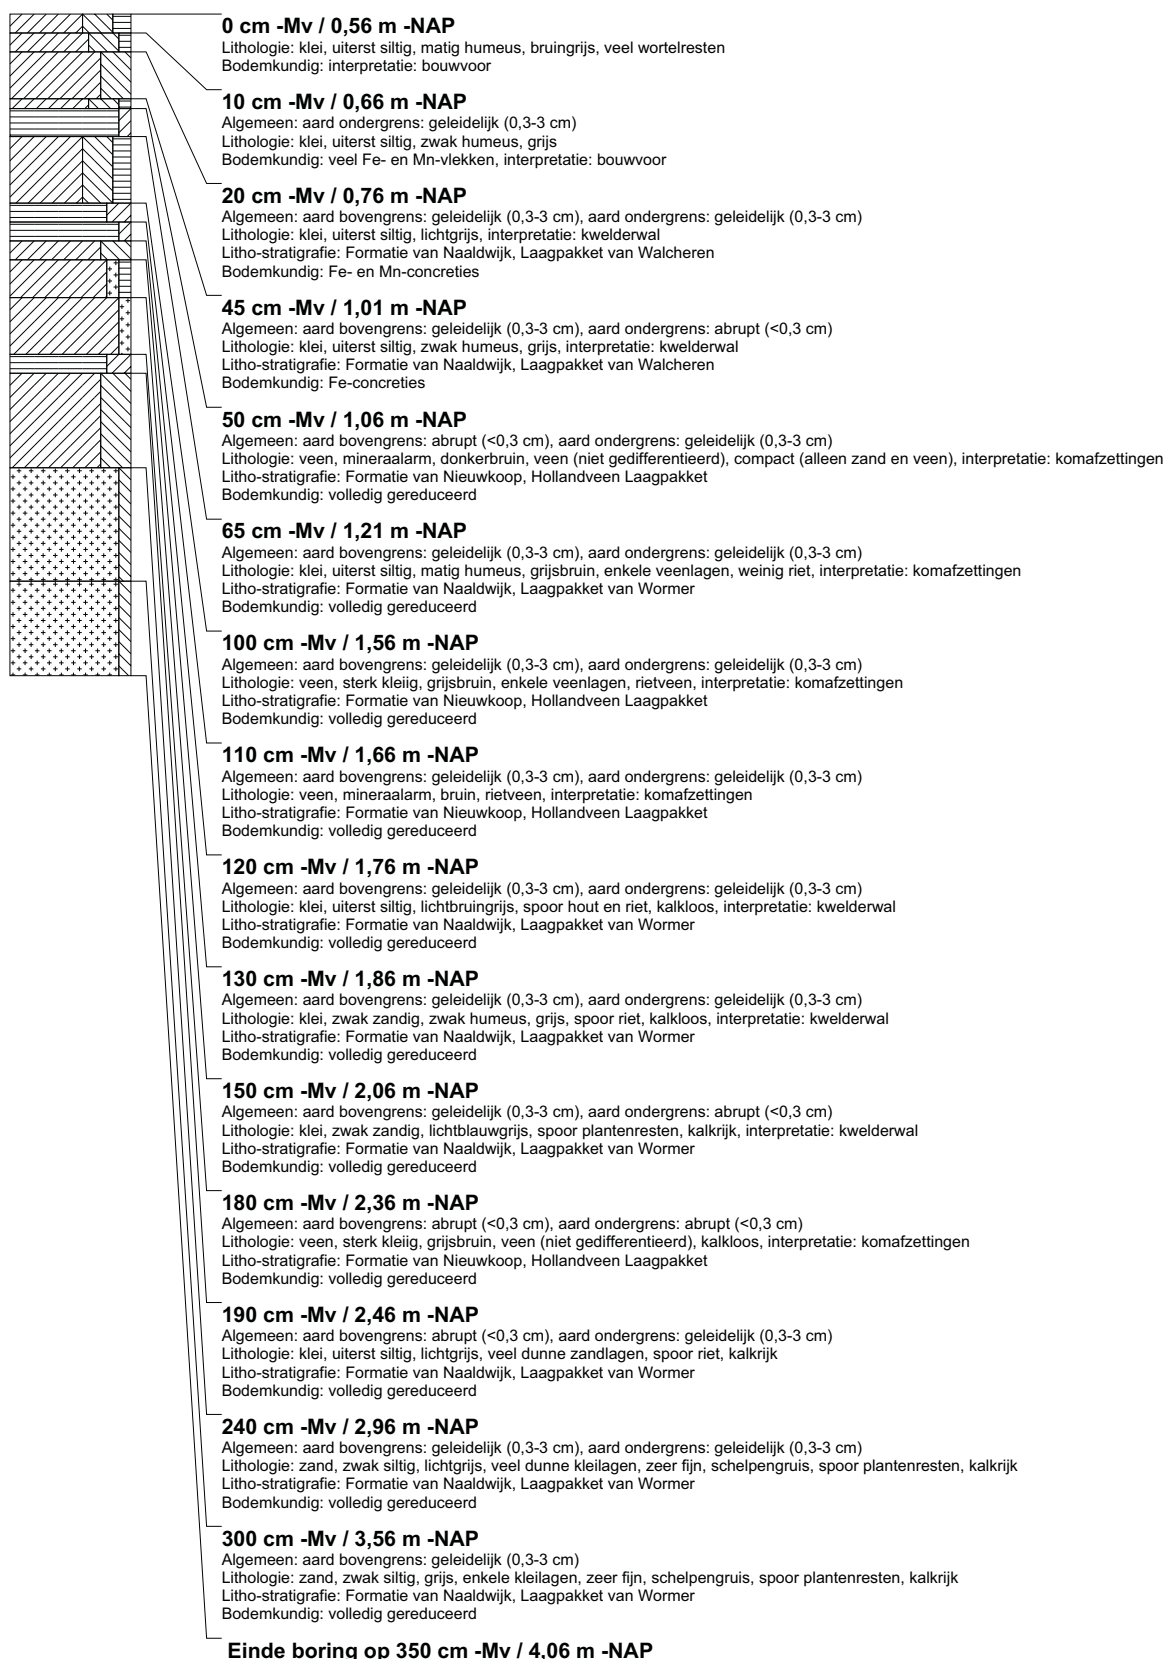 0 cm -Mv / 0,56 m -NAP
Lithologie: klei, uiterst siltig, matig humeus, bruingrijs, veel wortelresten
Bodemkundig: interpretatie: bouwvoor
10 cm -Mv / 0,66 m -NAP
Algemeen: aard ondergrens: geleidelijk (0,3-3 cm)
Lithologie: klei, uiterst siltig, zwak humeus, grijs
Bodemkundig: veel Fe- en Mn-vlekken, interpretatie: bouwvoor
20 cm -Mv / 0,76 m -NAP
Algemeen: aard bovengrens: geleidelijk (0,3-3 cm), aard ondergrens: geleidelijk (0,3-3 cm)
Lithologie: klei, uiterst siltig, lichtgrijs, interpretatie: kwelderwal
Litho-stratigrafie: Formatie van Naaldwijk, Laagpakket van Walcheren
Bodemkundig: Fe- en Mn-concreties
45 cm -Mv / 1,01 m -NAP
Algemeen: aard bovengrens: geleidelijk (0,3-3 cm), aard ondergrens: abrupt (<0,3 cm)
Lithologie: klei, uiterst siltig, zwak humeus, grijs, interpretatie: kwelderwal
Litho-stratigrafie: Formatie van Naaldwijk, Laagpakket van Walcheren
Bodemkundig: Fe-concreties
50 cm -Mv / 1,06 m -NAP
Algemeen: aard bovengrens: abrupt (<0,3 cm), aard ondergrens: geleidelijk (0,3-3 cm)
Lithologie: veen, mineraalarm, donkerbruin, veen (niet gedifferentieerd), compact (alleen zand en veen), interpretatie: komafzettingen
Litho-stratigrafie: Formatie van Nieuwkoop, Hollandveen Laagpakket
Bodemkundig: volledig gereduceerd
65 cm -Mv / 1,21 m -NAP
Algemeen: aard bovengrens: geleidelijk (0,3-3 cm), aard ondergrens: geleidelijk (0,3-3 cm)
Lithologie: klei, uiterst siltig, matig humeus, grijsbruin, enkele veenlagen, weinig riet, interpretatie: komafzettingen
Litho-stratigrafie: Formatie van Naaldwijk, Laagpakket van Wormer
Bodemkundig: volledig gereduceerd
100 cm -Mv / 1,56 m -NAP
Algemeen: aard bovengrens: geleidelijk (0,3-3 cm), aard ondergrens: geleidelijk (0,3-3 cm)
Lithologie: veen, sterk kleiig, grijsbruin, enkele veenlagen, rietveen, interpretatie: komafzettingen
Litho-stratigrafie: Formatie van Nieuwkoop, Hollandveen Laagpakket
Bodemkundig: volledig gereduceerd
110 cm -Mv / 1,66 m -NAP
Algemeen: aard bovengrens: geleidelijk (0,3-3 cm), aard ondergrens: geleidelijk (0,3-3 cm)
Lithologie: veen, mineraalarm, bruin, rietveen, interpretatie: komafzettingen
Litho-stratigrafie: Formatie van Nieuwkoop, Hollandveen Laagpakket
Bodemkundig: volledig gereduceerd
120 cm -Mv / 1,76 m -NAP
Algemeen: aard bovengrens: geleidelijk (0,3-3 cm), aard ondergrens: geleidelijk (0,3-3 cm)
Lithologie: klei, uiterst siltig, lichtbruingrijs, spoor hout en riet, kalkloos, interpretatie: kwelderwal
Litho-stratigrafie: Formatie van Naaldwijk, Laagpakket van Wormer
Bodemkundig: volledig gereduceerd
130 cm -Mv / 1,86 m -NAP
Algemeen: aard bovengrens: geleidelijk (0,3-3 cm), aard ondergrens: geleidelijk (0,3-3 cm)
Lithologie: klei, zwak zandig, zwak humeus, grijs, spoor riet, kalkloos, interpretatie: kwelderwal
Litho-stratigrafie: Formatie van Naaldwijk, Laagpakket van Wormer
Bodemkundig: volledig gereduceerd
150 cm -Mv / 2,06 m -NAP
Algemeen: aard bovengrens: geleidelijk (0,3-3 cm), aard ondergrens: abrupt (<0,3 cm)
Lithologie: klei, zwak zandig, lichtblauwgrijs, spoor plantenresten, kalkrijk, interpretatie: kwelderwal
Litho-stratigrafie: Formatie van Naaldwijk, Laagpakket van Wormer
Bodemkundig: volledig gereduceerd
180 cm -Mv / 2,36 m -NAP
Algemeen: aard bovengrens: abrupt (<0,3 cm), aard ondergrens: abrupt (<0,3 cm)
Lithologie: veen, sterk kleiig, grijsbruin, veen (niet gedifferentieerd), kalkloos, interpretatie: komafzettingen
Litho-stratigrafie: Formatie van Nieuwkoop, Hollandveen Laagpakket
Bodemkundig: volledig gereduceerd
190 cm -Mv / 2,46 m -NAP
Algemeen: aard bovengrens: abrupt (<0,3 cm), aard ondergrens: geleidelijk (0,3-3 cm)
Lithologie: klei, uiterst siltig, lichtgrijs, veel dunne zandlagen, spoor riet, kalkrijk
Litho-stratigrafie: Formatie van Naaldwijk, Laagpakket van Wormer
Bodemkundig: volledig gereduceerd
240 cm -Mv / 2,96 m -NAP
Algemeen: aard bovengrens: geleidelijk (0,3-3 cm), aard ondergrens: geleidelijk (0,3-3 cm)
Lithologie: zand, zwak siltig, lichtgrijs, veel dunne kleilagen, zeer fijn, schelpengruis, spoor plantenresten, kalkrijk
Litho-stratigrafie: Formatie van Naaldwijk, Laagpakket van Wormer
Bodemkundig: volledig gereduceerd
300 cm -Mv / 3,56 m -NAP
Algemeen: aard bovengrens: geleidelijk (0,3-3 cm)
Lithologie: zand, zwak siltig, grijs, enkele kleilagen, zeer fijn, schelpengruis, spoor plantenresten, kalkrijk
Litho-stratigrafie: Formatie van Naaldwijk, Laagpakket van Wormer
Bodemkundig: volledig gereduceerd
Einde boring op 350 cm -Mv / 4,06 m -NAP